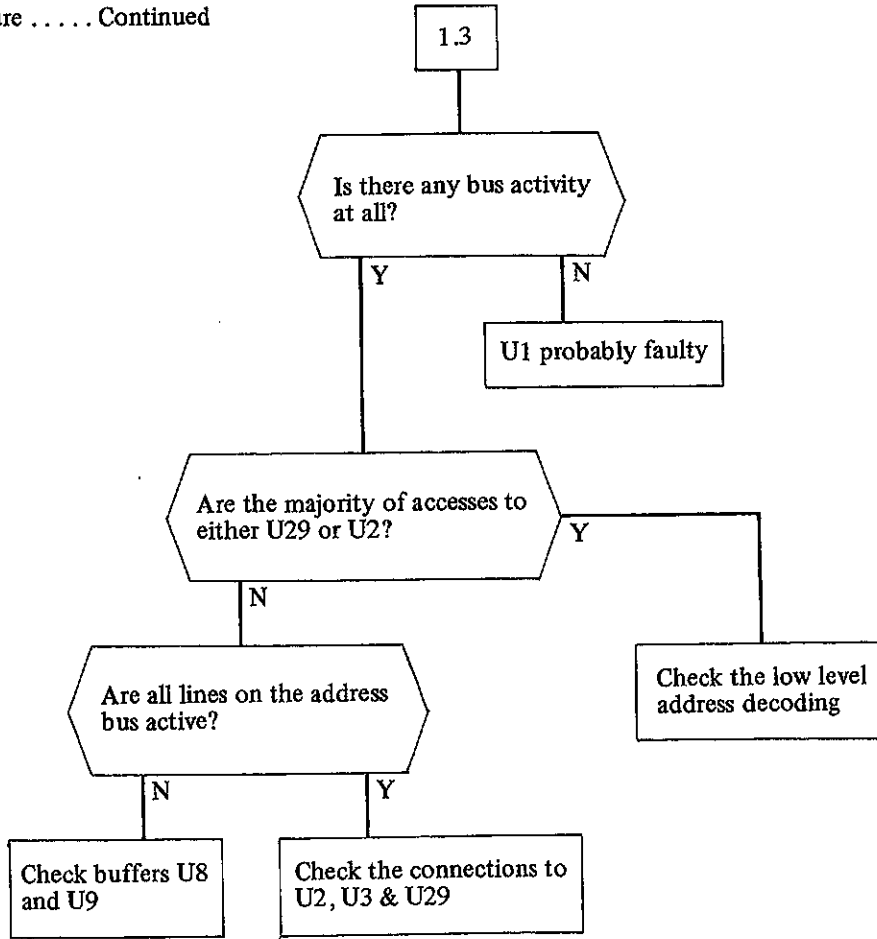 ..... Continued
1.3
Is there any bus activity
at all?
Y
N
U1 probably faulty
Are the majority of accesses to
either U29 or U2?
Y
N
Check the low level
address decoding
Are all lines on the address
bus active?
N
Y
Check buffers U8
and U9
Check the connections to
U2, U3 & U29